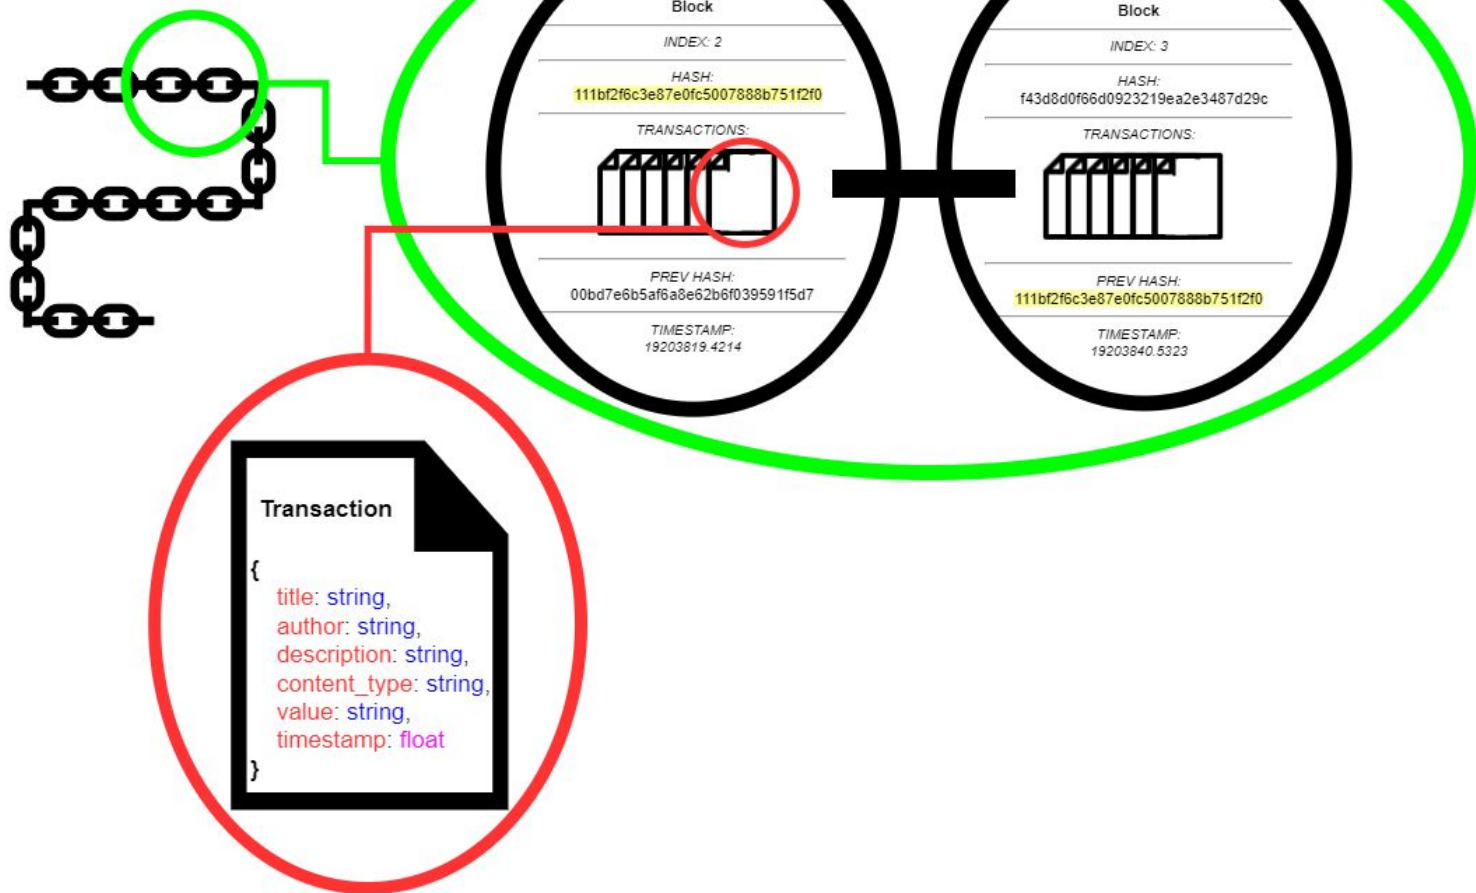 Block
INDEX: 2
HASH:
111bf2f6c3e87e0fc5007888b751f2f0
TRANSACTIONS:
PREV HASH:
00bd7e6b5af6a8e62b6f039591f5d7
TIMESTAMP:
19203819.4214
Block
INDEX: 3
HASH:
f43d8d0f66d0923219ea2e3487d29c
TRANSACTIONS:
PREV HASH:
111bf2f6c3e87e0fc5007888b751f2f0
TIMESTAMP:
19203840.5323
Transaction
{
title: string,
author: string,
description: string,
content_type: string,
value: string,
timestamp: float
}